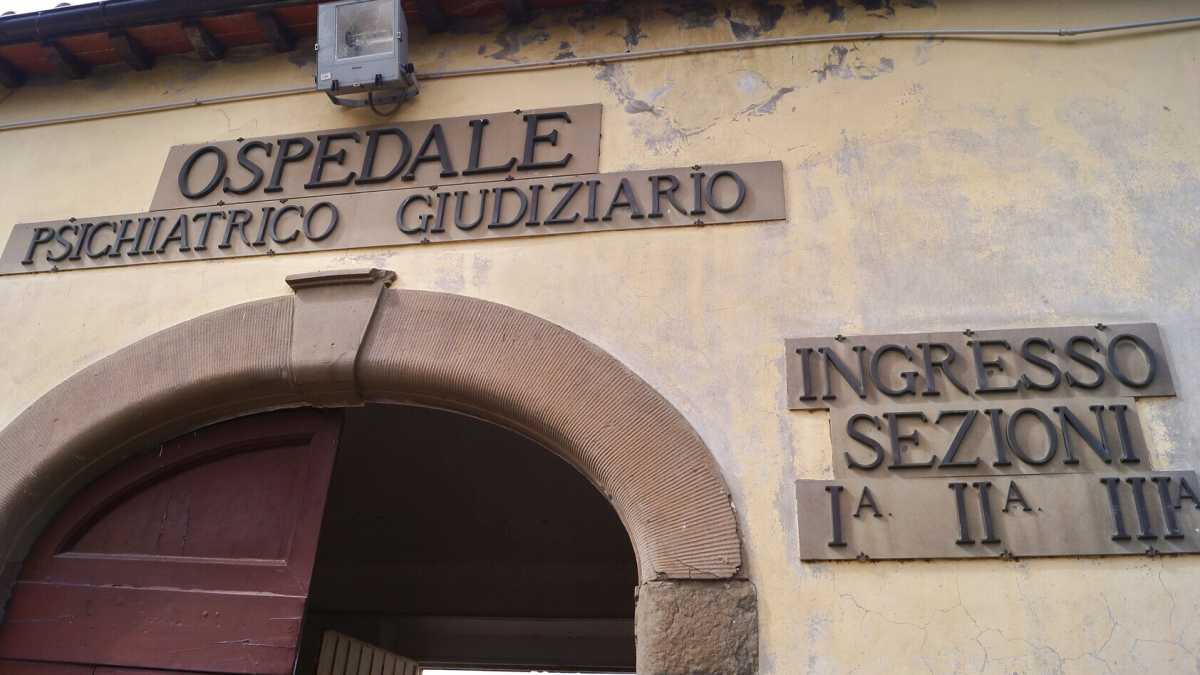 OSPEDALE
PSICHIATRICO GIUDIZIARIO
INGRESSO
SEZIONI
IA. IIA. IIIA